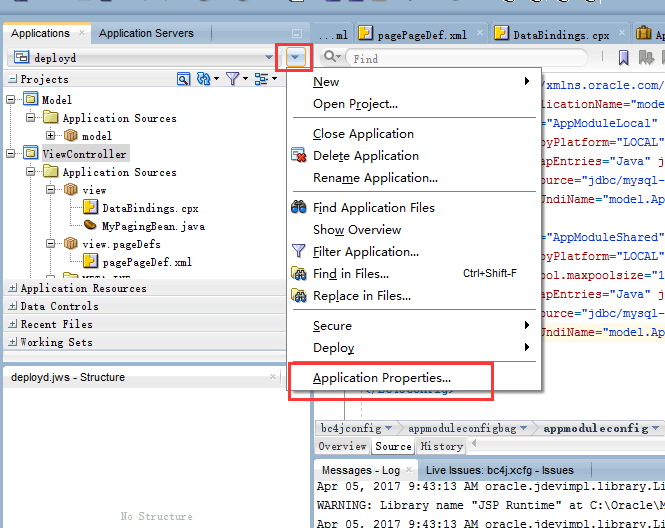 Applications
Application Servers
...ml
pagePageDef.xml
DataBindings.cpx
A
deployd
Find
Projects
Model
Application Sources
model
ViewController
Application Sources
view
DataBindings.cpx
MyPagingBean.java
view.pageDefs
pagePageDef.xml
Application Resources
Data Controls
Recent Files
Working Sets
deployd.jws - Structure
No Structure
New
Open Project...
Close Application
Delete Application
Rename Application...
Find Application Files
Show Overview
Filter Application...
Find in Files... Ctrl+Shift-F
Replace in Files...
Secure
Deploy
Application Properties...
/xmlns.oracle.com/
plicationName="mode
"AppModuleLocal"
oyPlatform="LOCAL"
apEntries="Java" j
ource="jdbc/mysql-
JndiName="model.Ap
"AppModuleShared"
oyPlatform="LOCAL"
ool.maxpoolsize="1
apEntries="Java" j
ource="jdbc/mysql-
JndiName="model.Ap
bc4jconfig
appmoduleconfigbag
appmoduleconfig
Overview Source History
Messages - Log
Live Issues: bc4j.xcfg - Issues
Apr 05, 2017 9:43:13 AM oracle.jdevimpl.library.Li
WARNING: Library name "JSP Runtime" at C:\Oracle\M
Apr 05, 2017 9:43:13 AM oracle.jdevimpl.library.Li